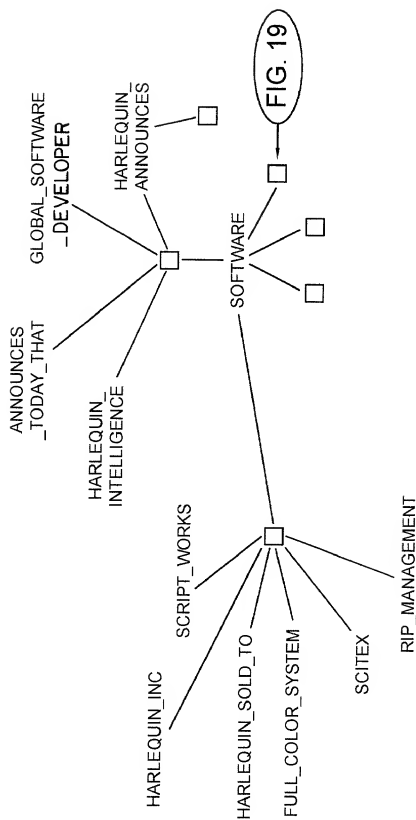 GLOBAL_SOFTWARE
_DEVELOPER
ANNOUNCES
_TODAY_THAT
HARLEQUIN_
ANNOUNCES
HARLEQUIN_
INTELLIGENCE
FIG. 19
SOFTWARE
SCRIPT_WORKS
HARLEQUIN_INC
HARLEQUIN_SOLD_TO
FULL_COLOR_SYSTEM
SCITEX
RIP_MANAGEMENT